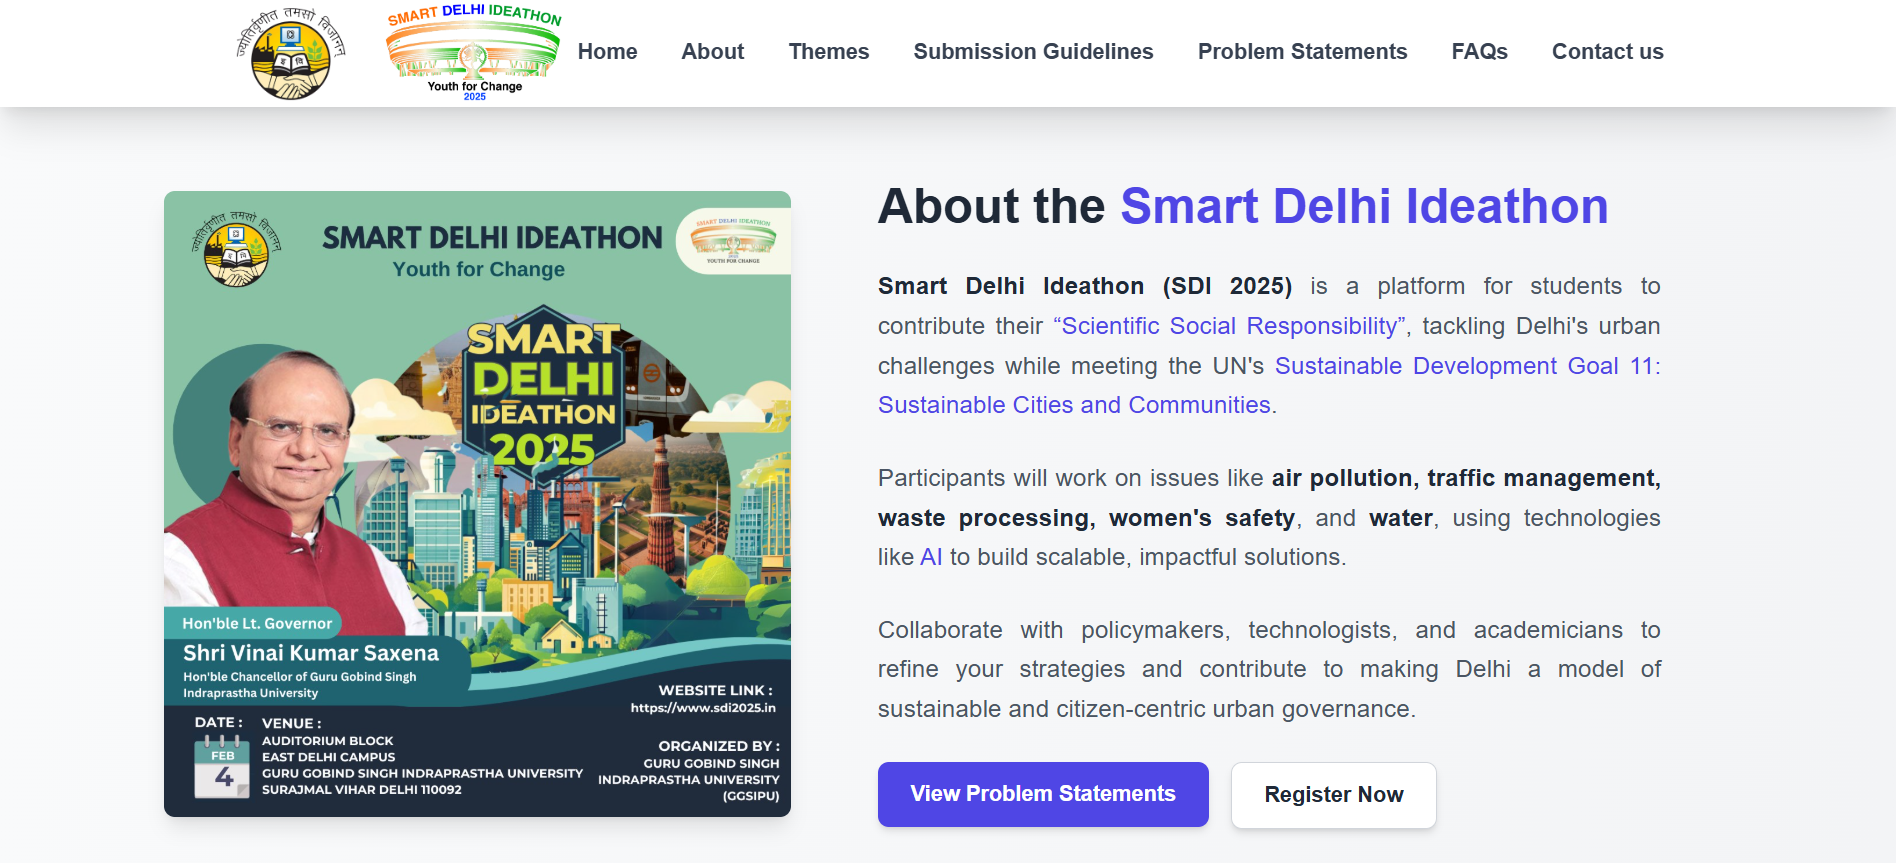 ज्योतिर्वृणीत तमसो विजानन
SMART DELHI IDEATHON
Youth for Change
2025
Home
About
Themes
Submission Guidelines
Problem Statements
FAQs
Contact us
ज्योतिर्वृणीत तमसो विजानन
SMART DELHI IDEATHON
Youth for Change
SMART DELHI IDEATHON
2025
YOUTH FOR CHANGE
SMART
DELHI
IDEATHON
2025
Hon'ble Lt. Governor
Shri Vinai Kumar Saxena
Hon'ble Chancellor of Guru Gobind Singh
Indraprastha University
DATE :
FEB
4
VENUE :
AUDITORIUM BLOCK
EAST DELHI CAMPUS
GURU GOBIND SINGH INDRAPRASTHA UNIVERSITY
SURAJMAL VIHAR DELHI 110092
WEBSITE LINK :
https://www.sdi2025.in
ORGANIZED BY :
GURU GOBIND SINGH
INDRAPRASTHA UNIVERSITY
(GGSIPU)
About the Smart Delhi Ideathon
Smart Delhi Ideathon (SDI 2025) is a platform for students to
contribute their “Scientific Social Responsibility”, tackling Delhi's urban
challenges while meeting the UN's Sustainable Development Goal 11:
Sustainable Cities and Communities.
Participants will work on issues like air pollution, traffic management,
waste processing, women's safety, and water, using technologies
like AI to build scalable, impactful solutions.
Collaborate with policymakers, technologists, and academicians to
refine your strategies and contribute to making Delhi a model of
sustainable and citizen-centric urban governance.
View Problem Statements
Register Now